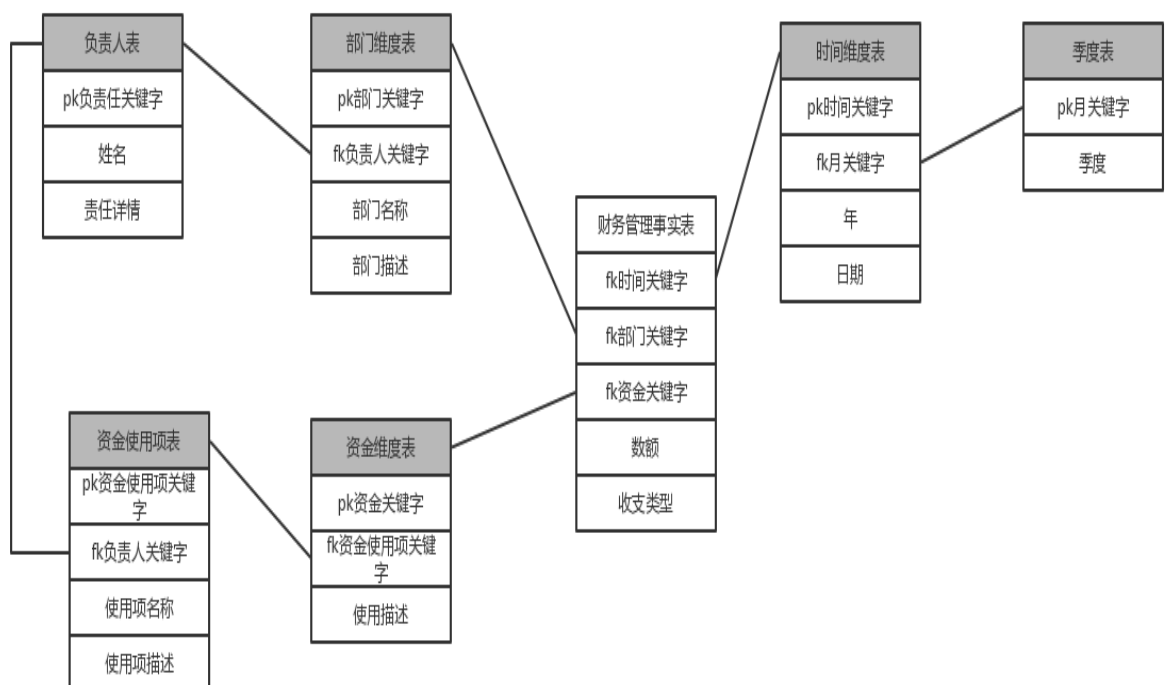 负责人表
pk负责任关键字
姓名
责任详情
部门维度表
pk部门关键字
fk负责人关键字
部门名称
部门描述
财务管理事实表
fk时间关键字
fk部门关键字
fk资金关键字
数额
收支类型
时间维度表
pk时间关键字
fk月关键字
年
日期
季度表
pk月关键字
季度
资金使用项表
pk资金使用项关键
字
fk负责人关键字
使用项名称
使用项描述
资金维度表
pk资金关键字
fk资金使用项关键
字
使用描述